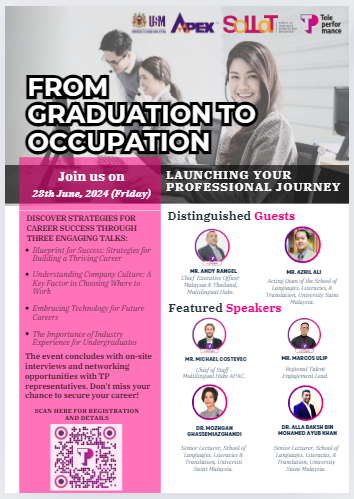 USM
APEX
SoLLaT
Tele
perfor
mance
FROM
GRADUATION TO
OCCUPATION
Join us on
28th June, 2024 (Friday)
LAUNCHING YOUR
PROFESSIONAL JOURNEY
DISCOVER STRATEGIES FOR
CAREER SUCCESS THROUGH
THREE ENGAGING TALKS:
Blueprint for Success: Strategies for
Building a Thriving Career
Understanding Company Culture: A
Key Factor in Choosing Where to
Work
Embracing Technology for Future
Careers
The Importance of Industry
Experience for Undergraduates
The event concludes with on-site
interviews and networking
opportunities with TP
representatives. Don't miss your
chance to secure your career!
SCAN HERE FOR REGISTRATION
AND DETAILS
Distinguished Guests
MR. ANDY RANGEL
Chief Executive Officer
Malaysia & Thailand,
Multilingual Hubs.
MR. AZRIL ALI
Acting Dean of the School of
Languages, Literacies, &
Translation, University Sains
Malaysia.
Featured Speakers
MR. MICHAEL COSTEVEC
Chief of Staff -
Multilingual Hubs APAC.
MR. MARCOS ULIP
Regional Talent
Engagement Lead.
DR. MOZHGAN
GHASSEMIAZGHANDI
Senior Lecturer, School of
Languages, Literacies &
Translation, Universiti
Sains Malaysia.
DR. ALLA BAKSH BIN
MOHAMED AYUB KHAN
Senior Lecturer, School of
Languages, Literacies &
Translation, Universiti
Sains Malaysia.